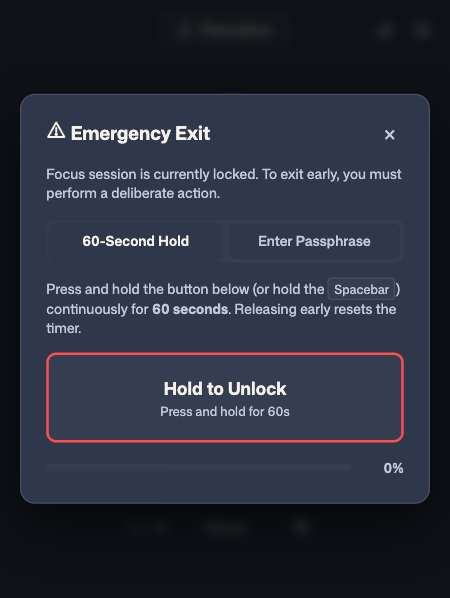 Emergency Exit
Focus session is currently locked. To exit early, you must
perform a deliberate action.
60-Second Hold
Enter Passphrase
Press and hold the button below (or hold the Spacebar)
continuously for 60 seconds. Releasing early resets the
timer.
Hold to Unlock
Press and hold for 60s
0%